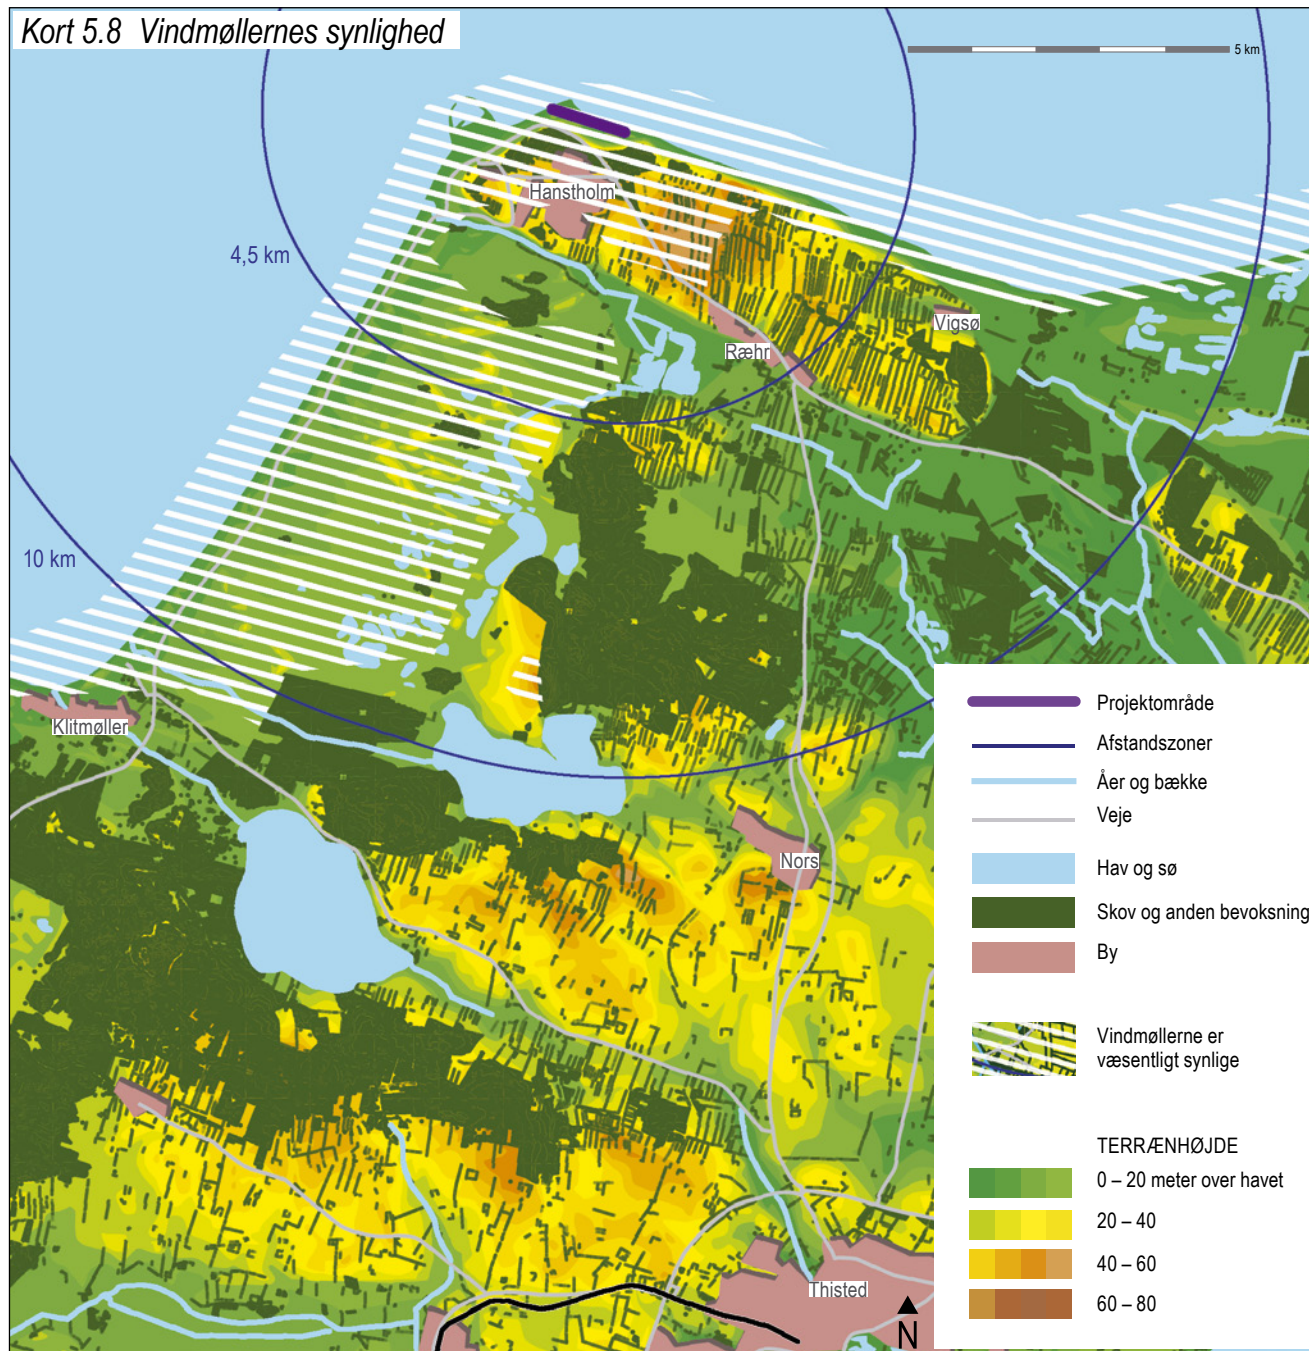 Kort 5.8 Vindmøllernes synlighed
5 km
Hanstholm
4,5 km
Vigsø
Ræhr
10 km
Klitmøller
Nors
Thisted
N
Projektområde
Afstandszoner
Åer og bække
Veje
Hav og sø
Skov og anden bevoksning
By
Vindmøllerne er
væsentligt synlige
TERRÆNHØJDE
0 – 20 meter over havet
20 – 40
40 – 60
60 – 80